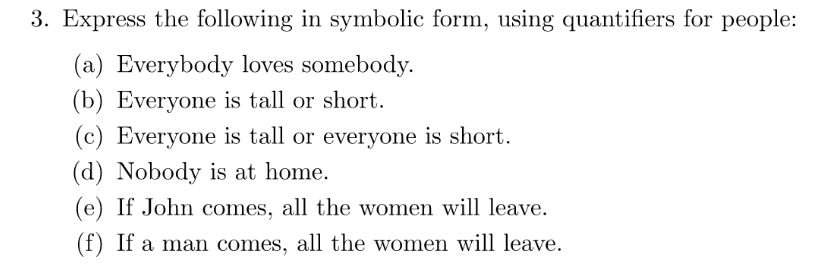 3. Express the following in symbolic form, using quantifiers for people:
(a) Everybody loves somebody.
(b) Everyone is tall or short.
(c) Everyone is tall or everyone is short.
(d) Nobody is at home.
(e) If John comes, all the women will leave.
(f) If a man comes, all the women will leave.